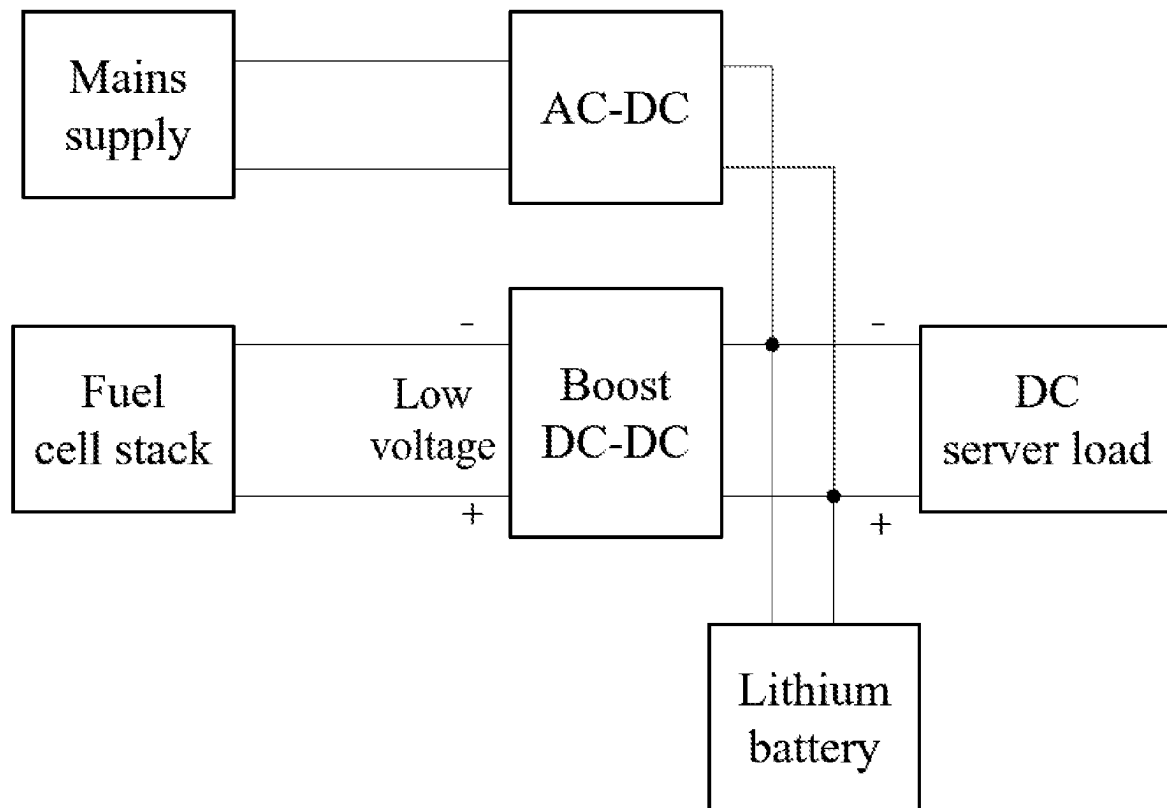 Mains
supply
AC-DC
Fuel
cell stack
-
Low
voltage
+
Boost
DC-DC
-
+
DC
server load
Lithium
battery